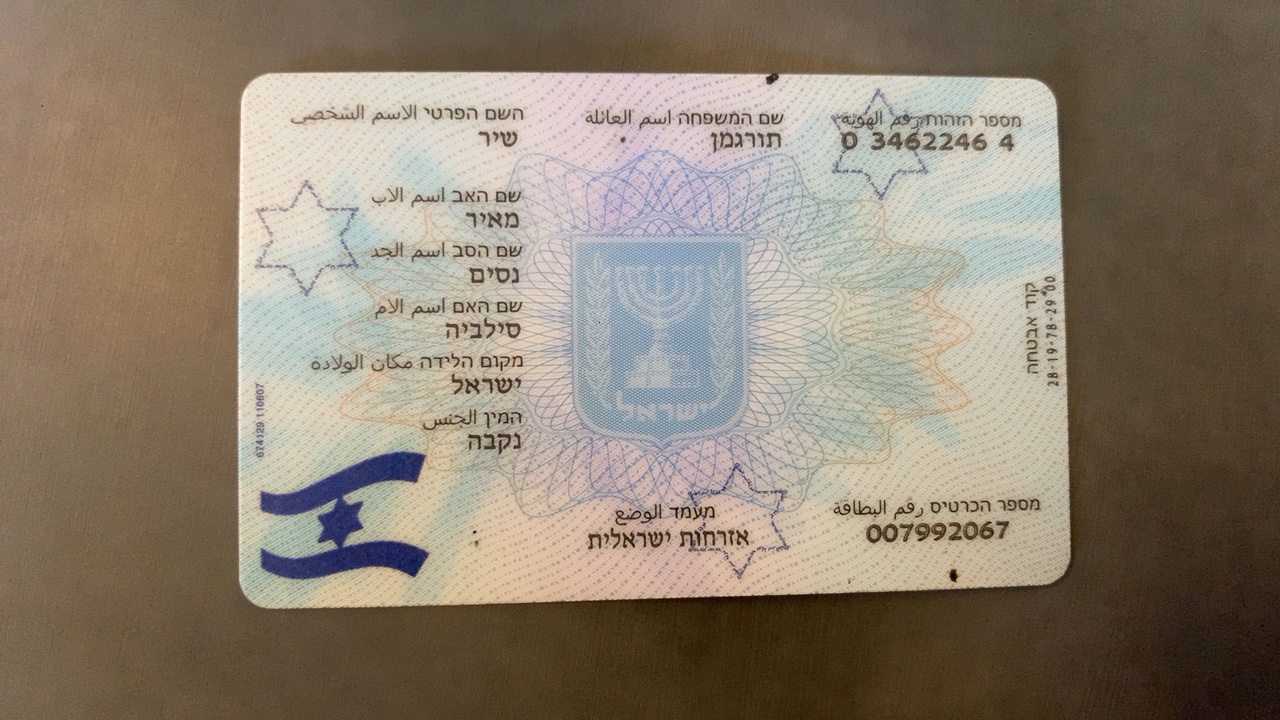 מספר הזהות رقم الهوية
0 3462246 4
שם המשפחה اسم العائلة
תורגמן
השם הפרטי الاسم الشخصي
שיר
שם האב اسم الاب
מאיר
שם הסב اسم الجد
נסים
שם האם اسم الام
סילביה
מקום הלידה مكان الولاده
ישראל
המין الجنس
נקבה
ישראל
קוד אבטחה
28-19-78-29*00
674129 110607
מעמד الوضع
אזרחות ישראלית
מספר הכרטיס رقم البطاقة
007992067